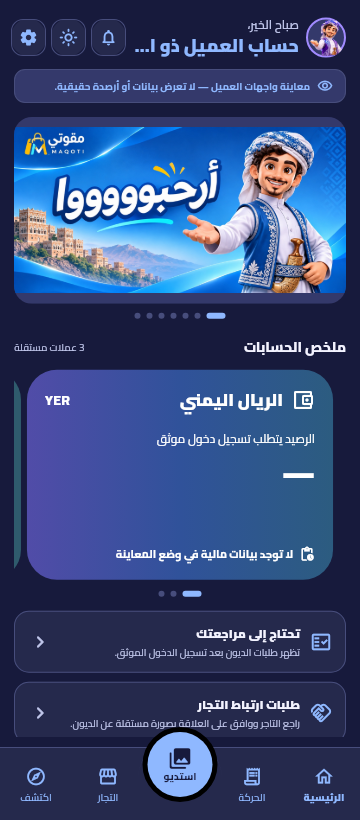 صباح الخير،
حساب العميل ذو ا...
معاينة واجهات العميل — لا تعرض بيانات أو أرصدة حقيقية.
مقوتي
MAQOTI
أرحبوووووا
ملخص الحسابات
3 عملات مستقلة
الريال اليمني
YER
الرصيد يتطلب تسجيل دخول موثق
—
لا توجد بيانات مالية في وضع المعاينة
تحتاج إلى مراجعتك
تظهر طلبات الديون بعد تسجيل الدخول الموثق.
طلبات ارتباط التجار
راجع التاجر ووافق على العلاقة بصورة مستقلة عن الديون.
الرئيسية
الحركة
استديو
التجار
اكتشف